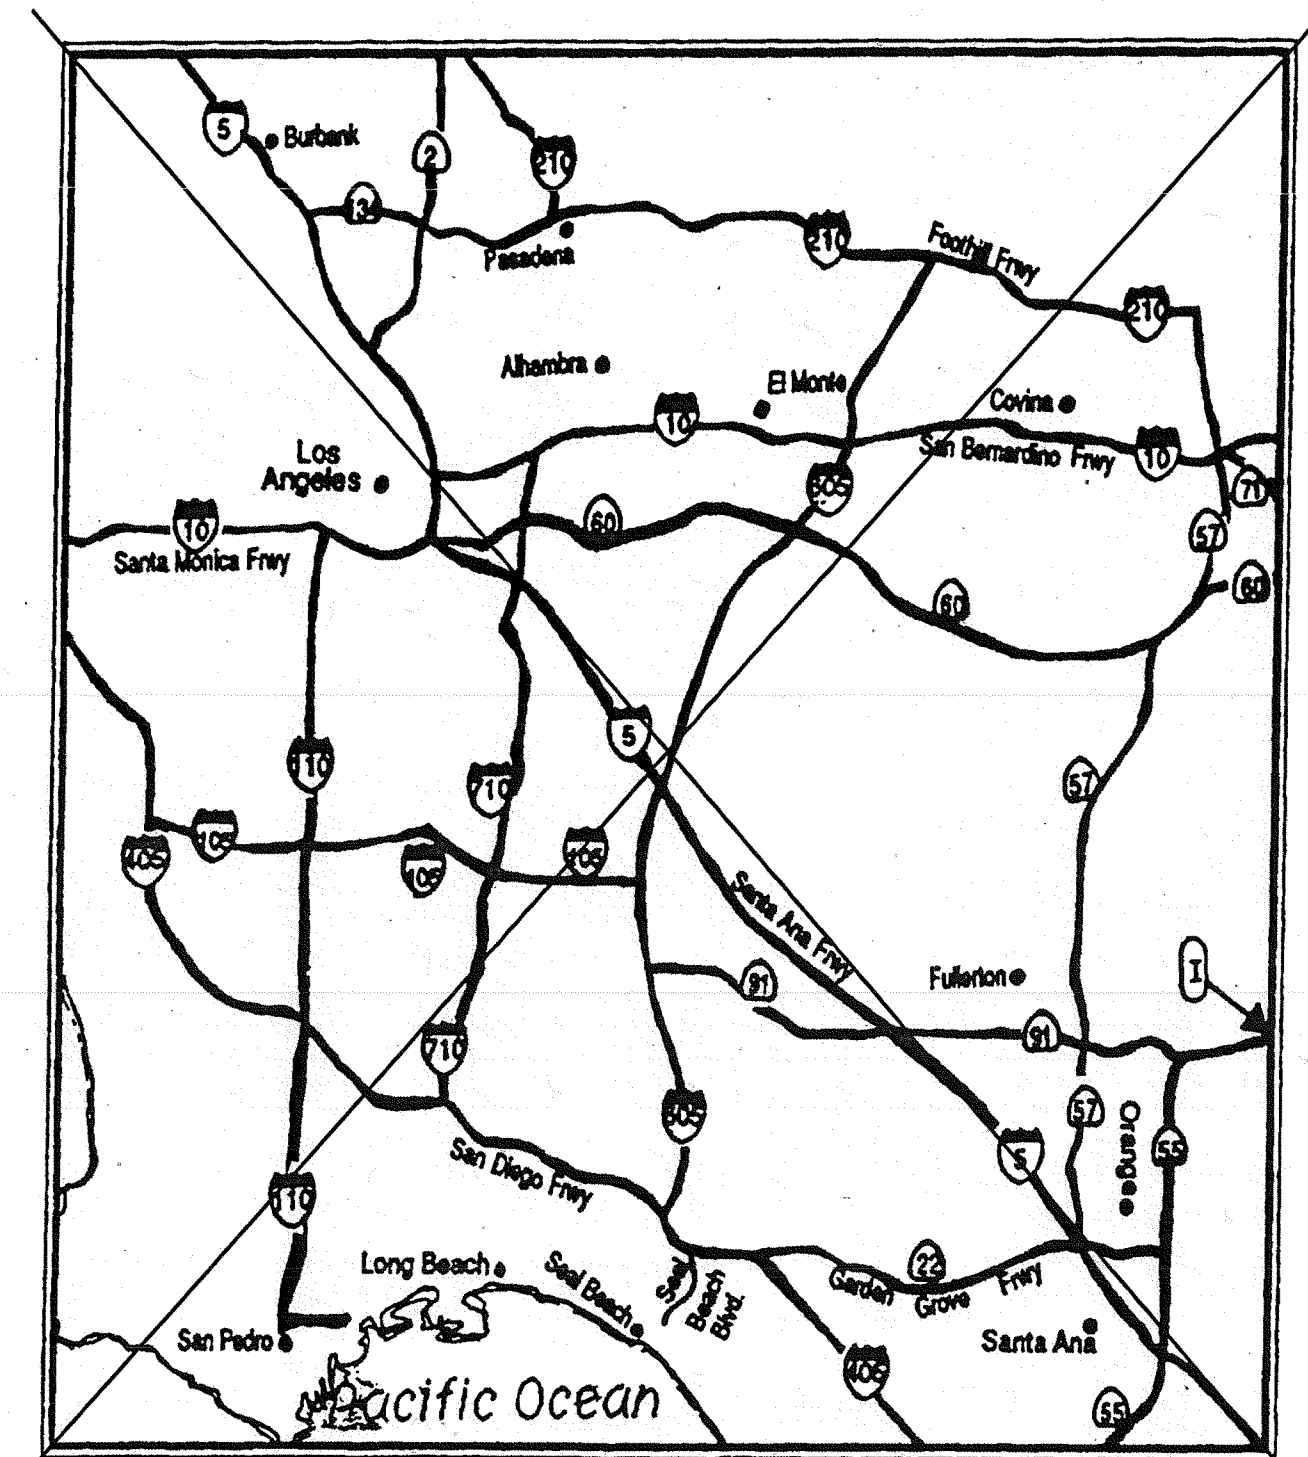 5
Burbank
2
210
134
Pasadena
210
Foothill Frwy
210
Alhambra
El Monte
Covina
10
San Bernardino Frwy
10
Los
Angeles
605
71
10
60
57
Santa Monica Frwy
60
60
5
110
710
57
105
405
105
105
Santa Ana Frwy
91
Fullerton
I
91
710
605
57
Orange
55
5
San Diego Frwy
110
Long Beach
Seal Beach
Seal
Beach
Blvd.
22
Garden
Grove
Frwy
San Pedro
Santa Ana
405
Pacific Ocean
55